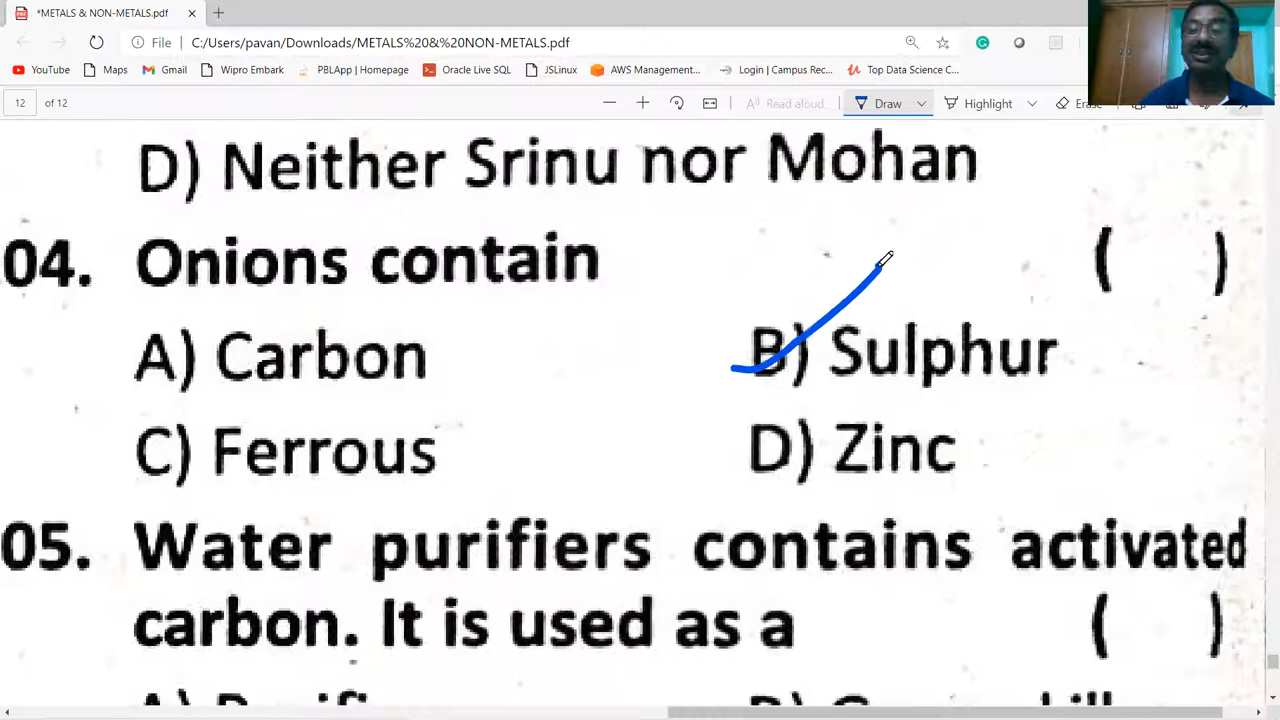 *METALS & NON-METALS.pdf
File C:/Users/pavan/Downloads/METALS%20&%20NON-METALS.pdf
YouTube Maps Gmail Wipro Embark PBLApp | Homepage Oracle Live SQL JSLinux AWS Management... Login | Campus Rec... Top Data Science C...
12 of 12 Read aloud Draw Highlight Erase
D) Neither Srinu nor Mohan
04. Onions contain ( )
A) Carbon B) Sulphur
C) Ferrous D) Zinc
05. Water purifiers contains activated
carbon. It is used as a ( )